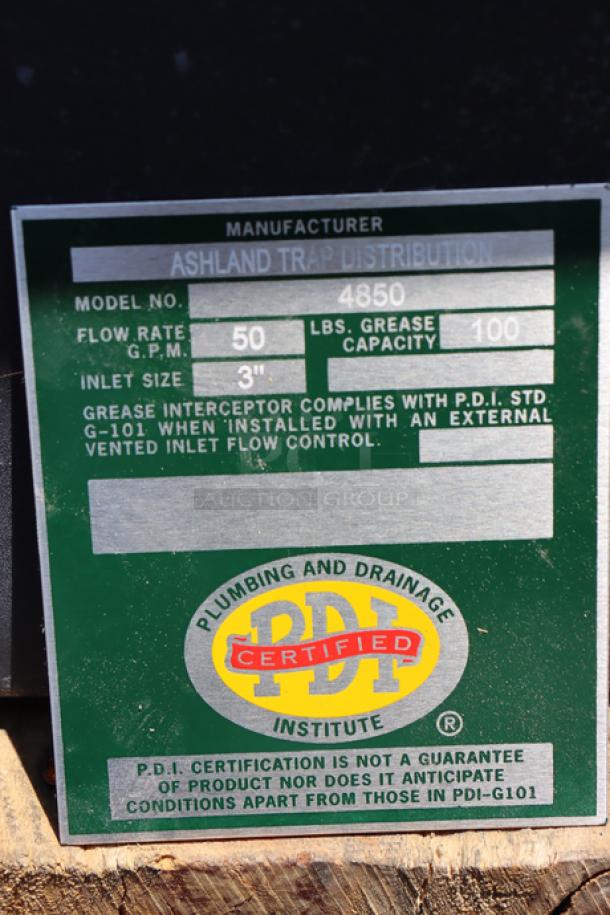 MANUFACTURER
ASHLAND TRAP DISTRIBUTION
MODEL NO. 4850
FLOW RATE G.P.M. 50 LBS. GREASE CAPACITY 100
INLET SIZE 3"
GREASE INTERCEPTOR COMPLIES WITH P.D.I. STD
G-101 WHEN INSTALLED WITH AN EXTERNAL
VENTED INLET FLOW CONTROL.
AUCTION GROUP
PLUMBING AND DRAINAGE
PDI
CERTIFIED
INSTITUTE
®
P.D.I. CERTIFICATION IS NOT A GUARANTEE
OF PRODUCT NOR DOES IT ANTICIPATE
CONDITIONS APART FROM THOSE IN PDI-G101